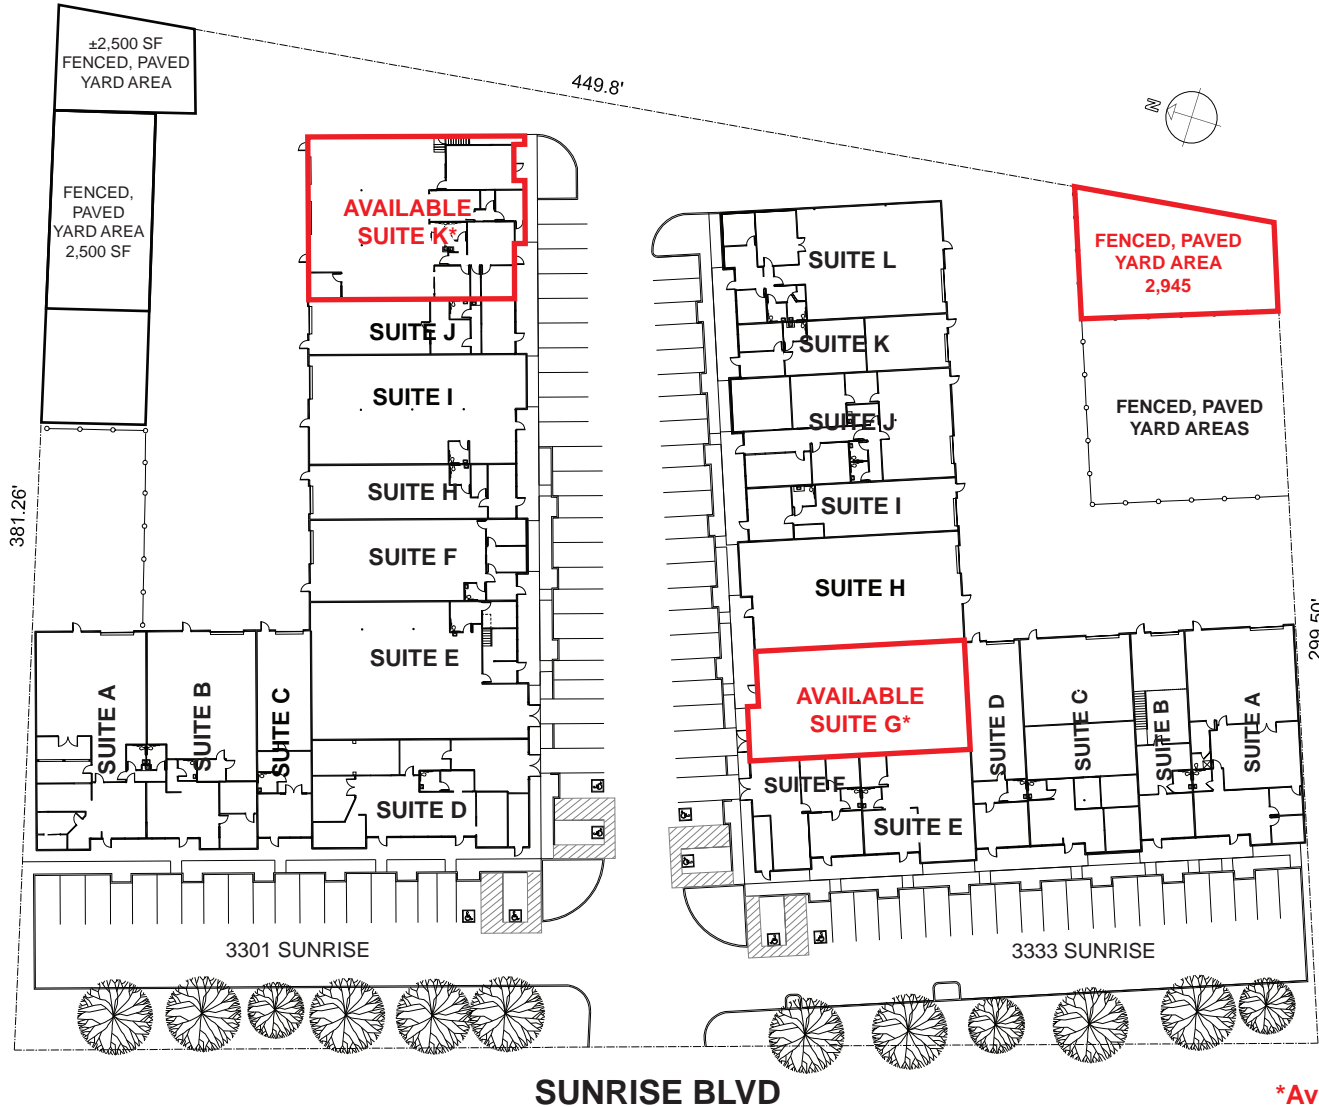 ±2,500 SF
FENCED, PAVED
YARD AREA
449.8'
N
FENCED,
PAVED
YARD AREA
2,500 SF
AVAILABLE
SUITE K*
SUITE J
SUITE I
SUITE H
SUITE F
SUITE E
SUITE D
SUITE A
SUITE B
SUITE C
381.26'
SUITE L
SUITE K
SUITE J
SUITE I
SUITE H
AVAILABLE
SUITE G*
SUITE F
SUITE E
SUITE D
SUITE C
SUITE B
SUITE A
FENCED, PAVED
YARD AREA
2,945
FENCED, PAVED
YARD AREAS
299.50'
3301 SUNRISE
3333 SUNRISE
SUNRISE BLVD
*Av